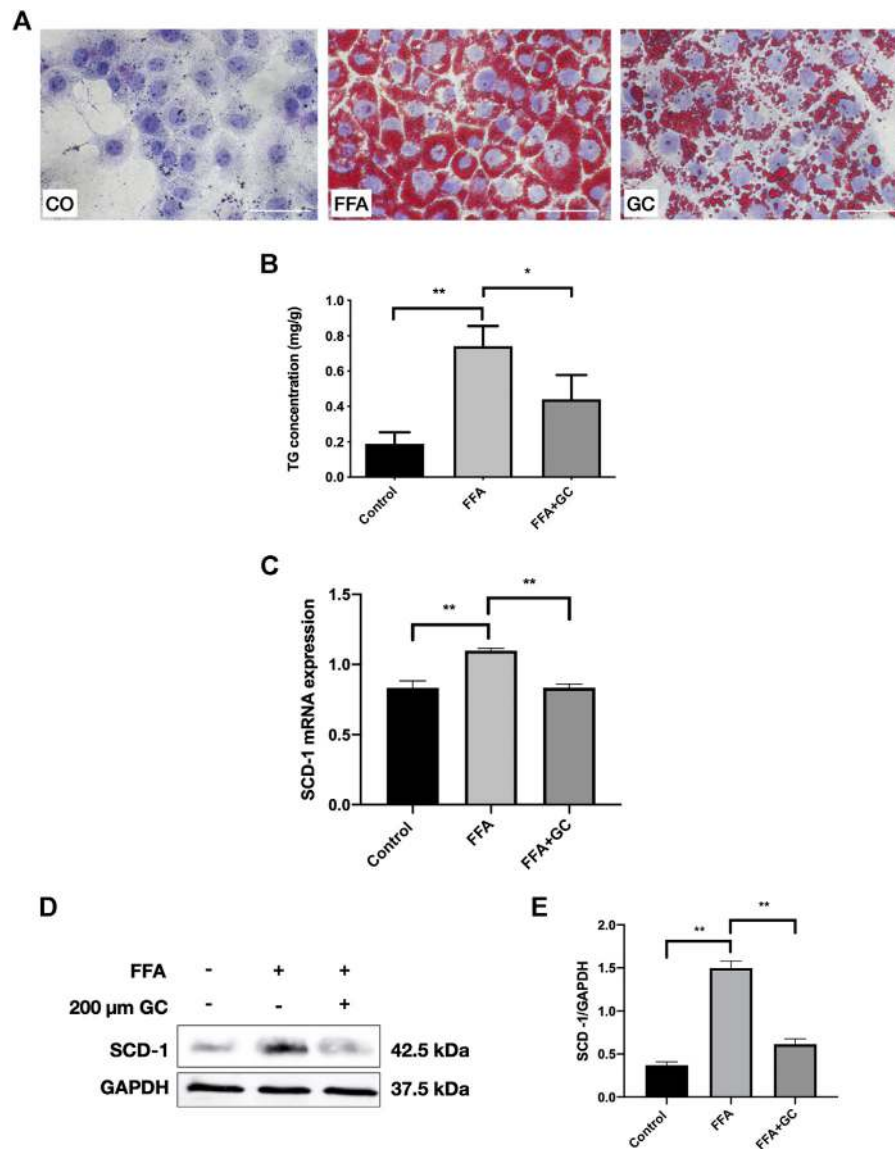 A
CO
FFA
GC
B
TG concentration (mg/g)
1.0
0.8
0.6
0.4
0.2
0.0
**
*
Control
FFA
FFA+GC
C
SCD-1 mRNA expression
1.5
1.0
0.5
0.0
**
**
Control
FFA
FFA+GC
D
FFA - + +
200 μm GC - - +
SCD-1 42.5 kDa
GAPDH 37.5 kDa
E
SCD -1/GAPDH
2.0
1.5
1.0
0.5
0.0
**
**
Control
FFA
FFA+GC